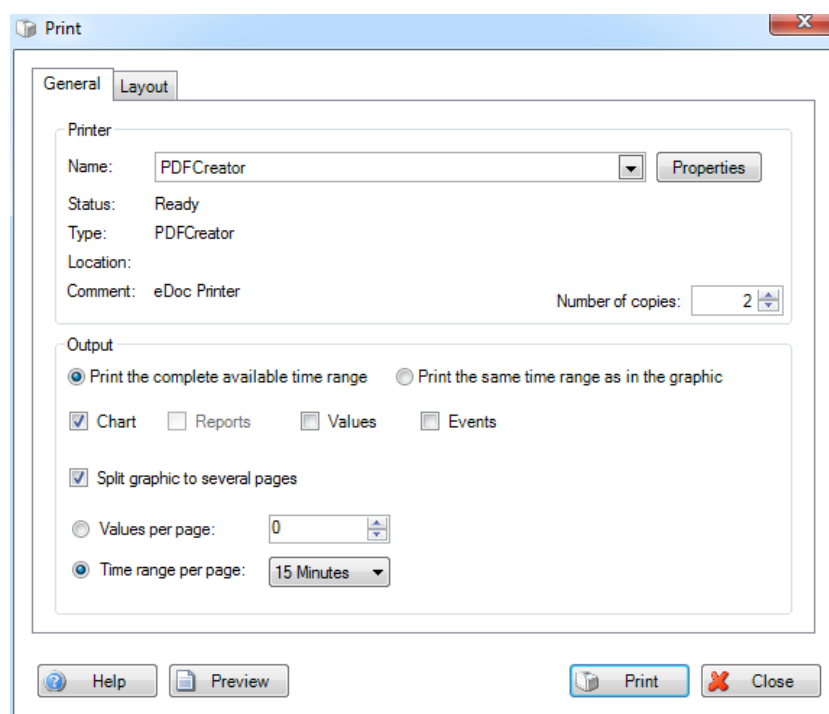 Print
General Layout
Printer
Name: PDFCreator Properties
Status: Ready
Type: PDFCreator
Location:
Comment: eDoc Printer
Number of copies: 2
Output
Print the complete available time range Print the same time range as in the graphic
Chart Reports Values Events
Split graphic to several pages
Values per page: 0
Time range per page: 15 Minutes
Help Preview Print Close